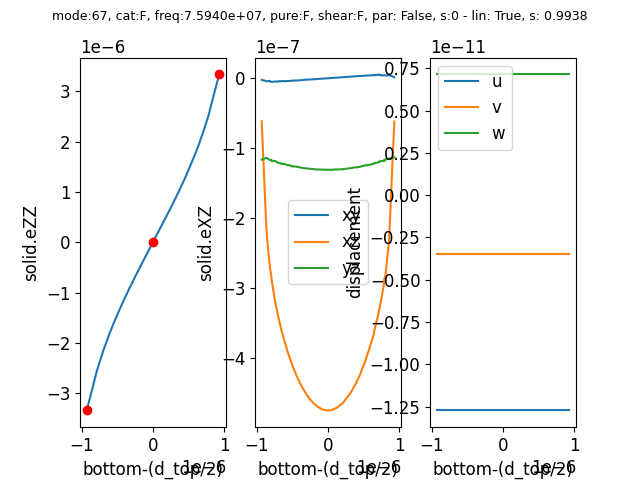 mode:67, cat:F, freq:7.5940e+07, pure:F, shear:F, par: False, s:0 - lin: True, s: 0.9938
1e−6
3
2
1
0
−1
−2
−3
solid.eZZ
−1
0
1
1e−6
bottom-(d_top/2)
1e−7
0
−1
−2
−3
−4
solid.eXZ
xz
−1
0
1
1e−6
bottom-(d_top/2)
1e−11
0.75
0.50
0.25
0.00
−0.25
−0.50
−0.75
−1.00
−1.25
displacement
u
v
w
−1
0
1
1e−6
bottom-(d_top/2)